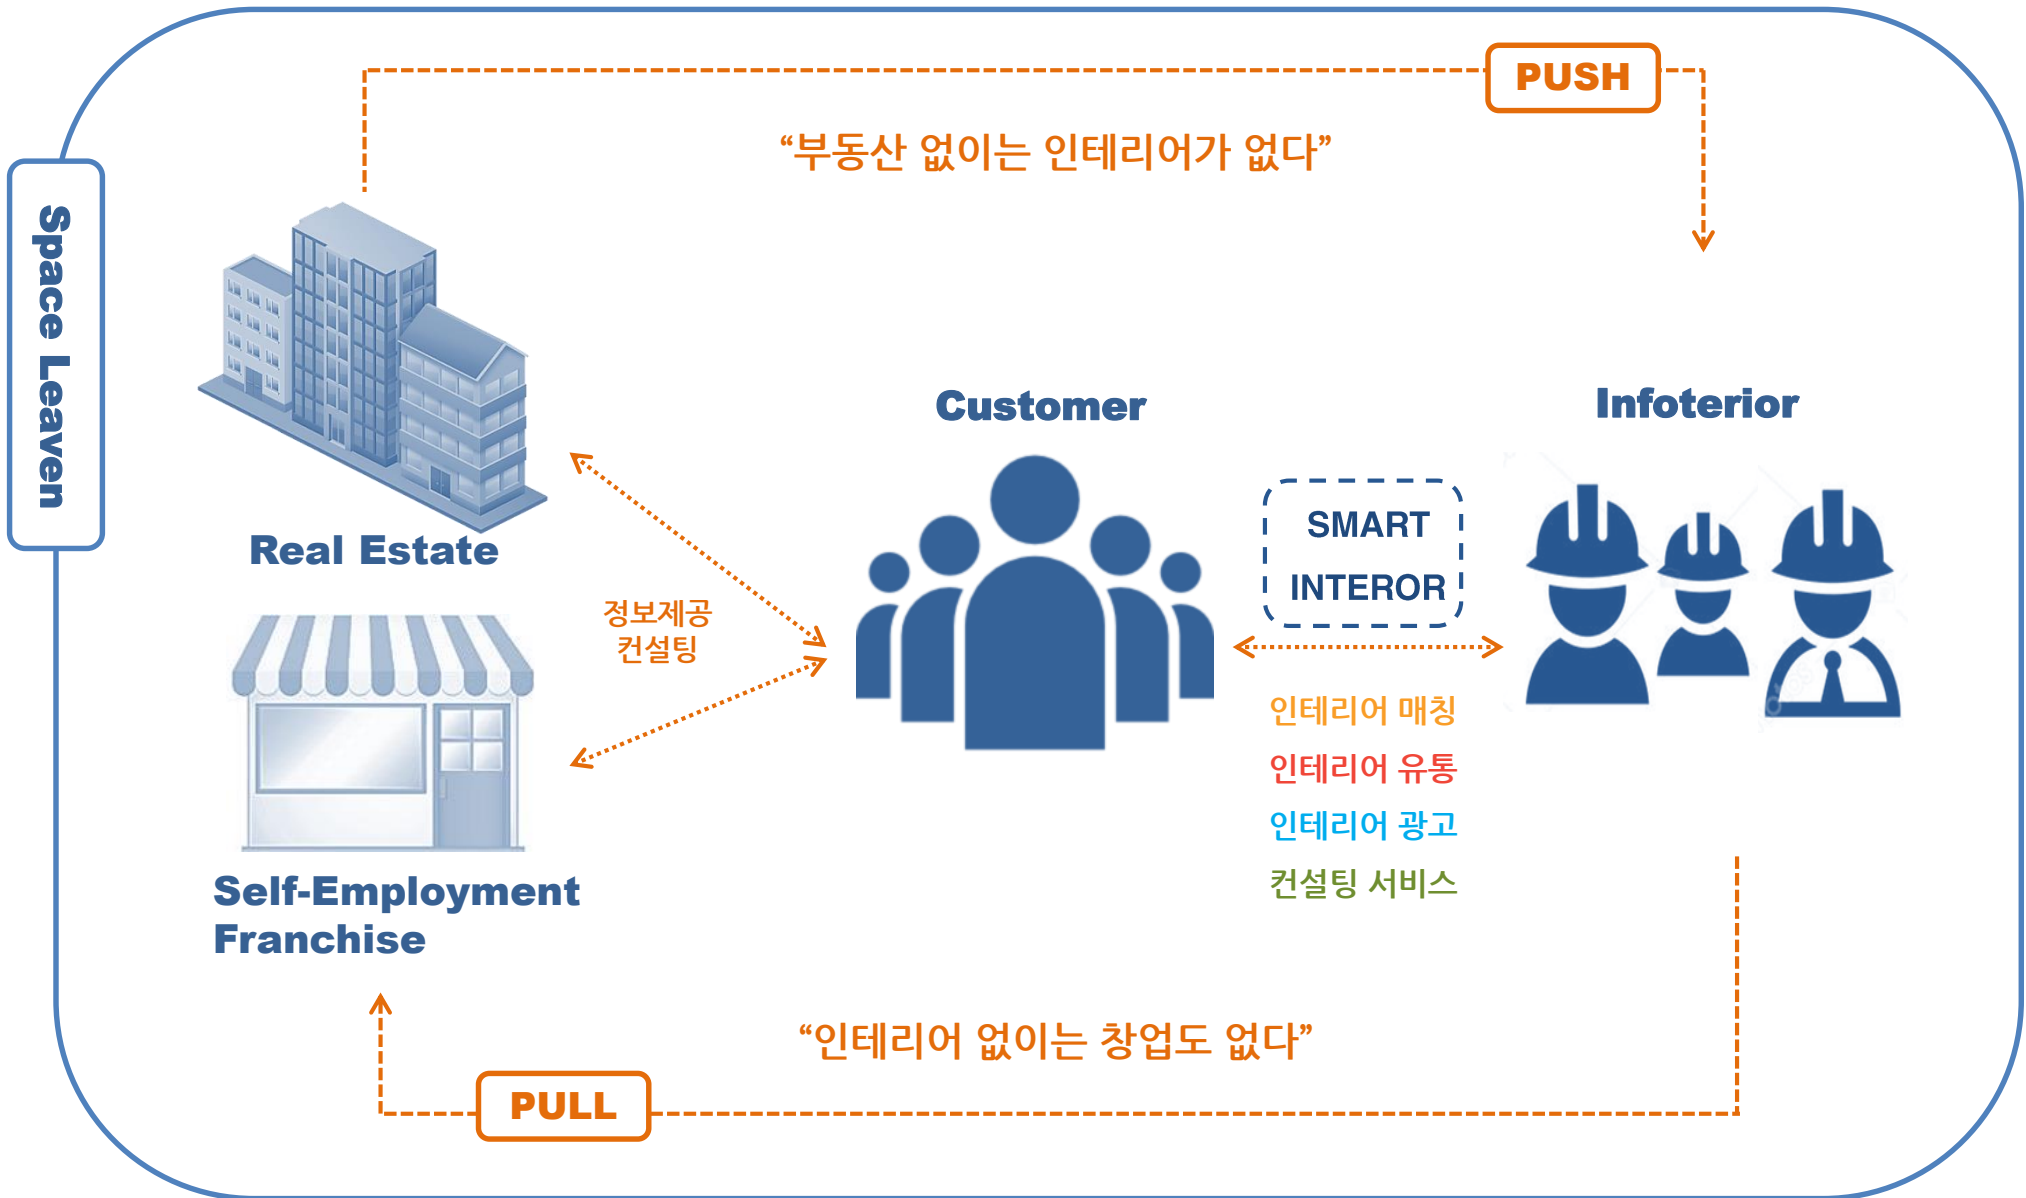 PUSH
“부동산 없이는 인테리어가 없다”
Space Leaven
Customer
Infoterior
SMART
INTEROR
Real Estate
정보제공
컨설팅
인테리어 매칭
인테리어 유통
인테리어 광고
컨설팅 서비스
Self-Employment
Franchise
“인테리어 없이는 창업도 없다”
PULL